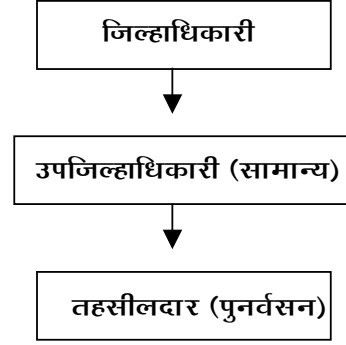 जिल्हाधिकारी
उपजिल्हाधिकारी (सामान्य)
तहसीलदार (पुनर्वसन)